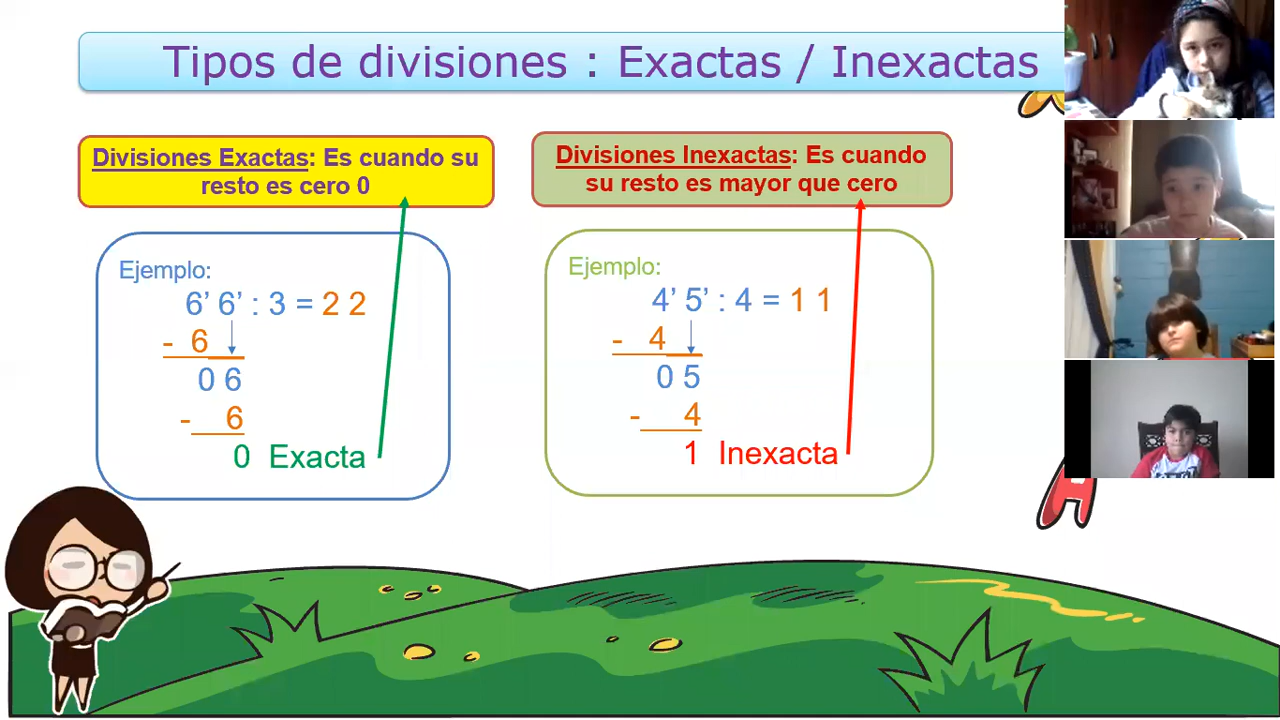 Tipos de divisiones : Exactas / Inexactas
Divisiones Exactas: Es cuando su
resto es cero 0
Ejemplo:
6’ 6’ : 3 = 2 2
- 6
0 6
- 6
0 Exacta
Divisiones Inexactas: Es cuando
su resto es mayor que cero
Ejemplo:
4’ 5’ : 4 = 1 1
- 4
0 5
- 4
1 Inexacta